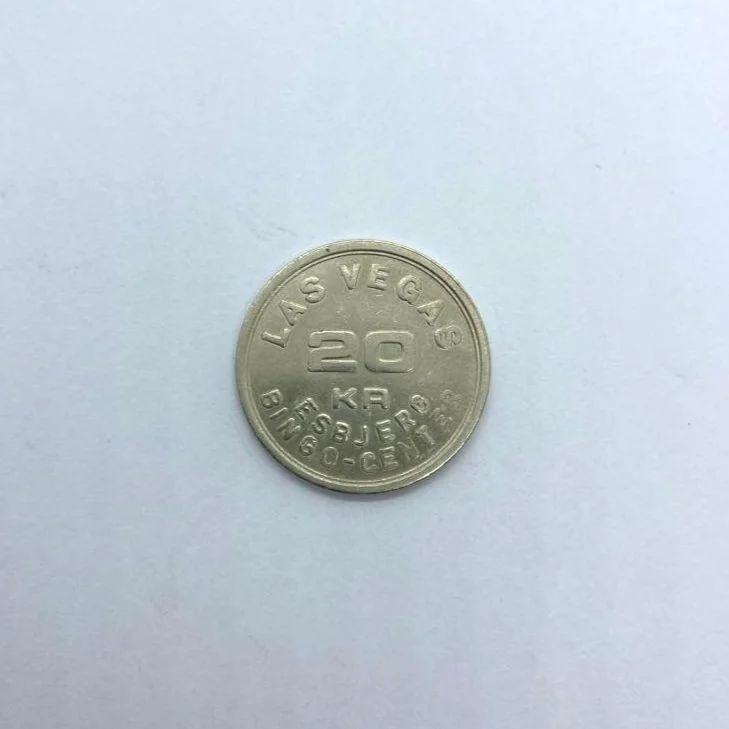 LAS VEGAS
20
KR
ESBJERG
BINGO-CENTER